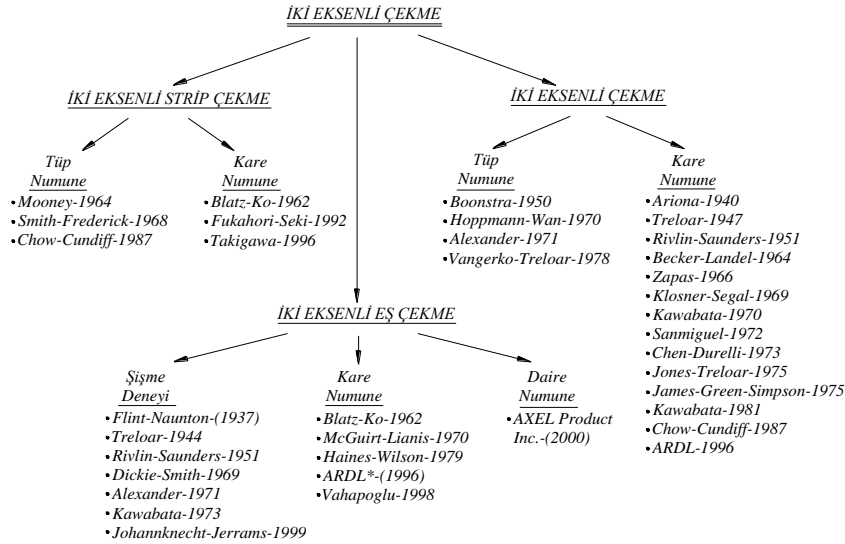 İKİ EKSENLİ ÇEKME
İKİ EKSENLİ STRİP ÇEKME
Tüp
Numune
•Mooney-1964
•Smith-Frederick-1968
•Chow-Cundiff-1987
Kare
Numune
•Blatz-Ko-1962
•Fukahori-Seki-1992
•Takigawa-1996
İKİ EKSENLİ ÇEKME
Tüp
Numune
•Boonstra-1950
•Hoppmann-Wan-1970
•Alexander-1971
•Vangerko-Treloar-1978
Kare
Numune
•Ariona-1940
•Treloar-1947
•Rivlin-Saunders-1951
•Becker-Landel-1964
•Zapas-1966
•Klosner-Segal-1969
•Kawabata-1970
•Sanmiguel-1972
•Chen-Durelli-1973
•Jones-Treloar-1975
•James-Green-Simpson-1975
•Kawabata-1981
•Chow-Cundiff-1987
•ARDL-1996
İKİ EKSENLİ EŞ ÇEKME
Şişme
Deneyi
•Flint-Naunton-(1937)
•Treloar-1944
•Rivlin-Saunders-1951
•Dickie-Smith-1969
•Alexander-1971
•Kawabata-1973
•Johannknecht-Jerrams-1999
Kare
Numune
•Blatz-Ko-1962
•McGuirt-Lianis-1970
•Haines-Wilson-1979
•ARDL*-(1996)
•Vahapoglu-1998
Daire
Numune
•AXEL Product
Inc.-(2000)